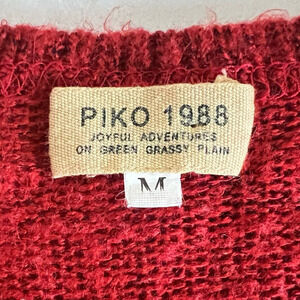 PIKO 1988
JOYFUL ADVENTURES
ON GREEN GRASSY PLAIN
M